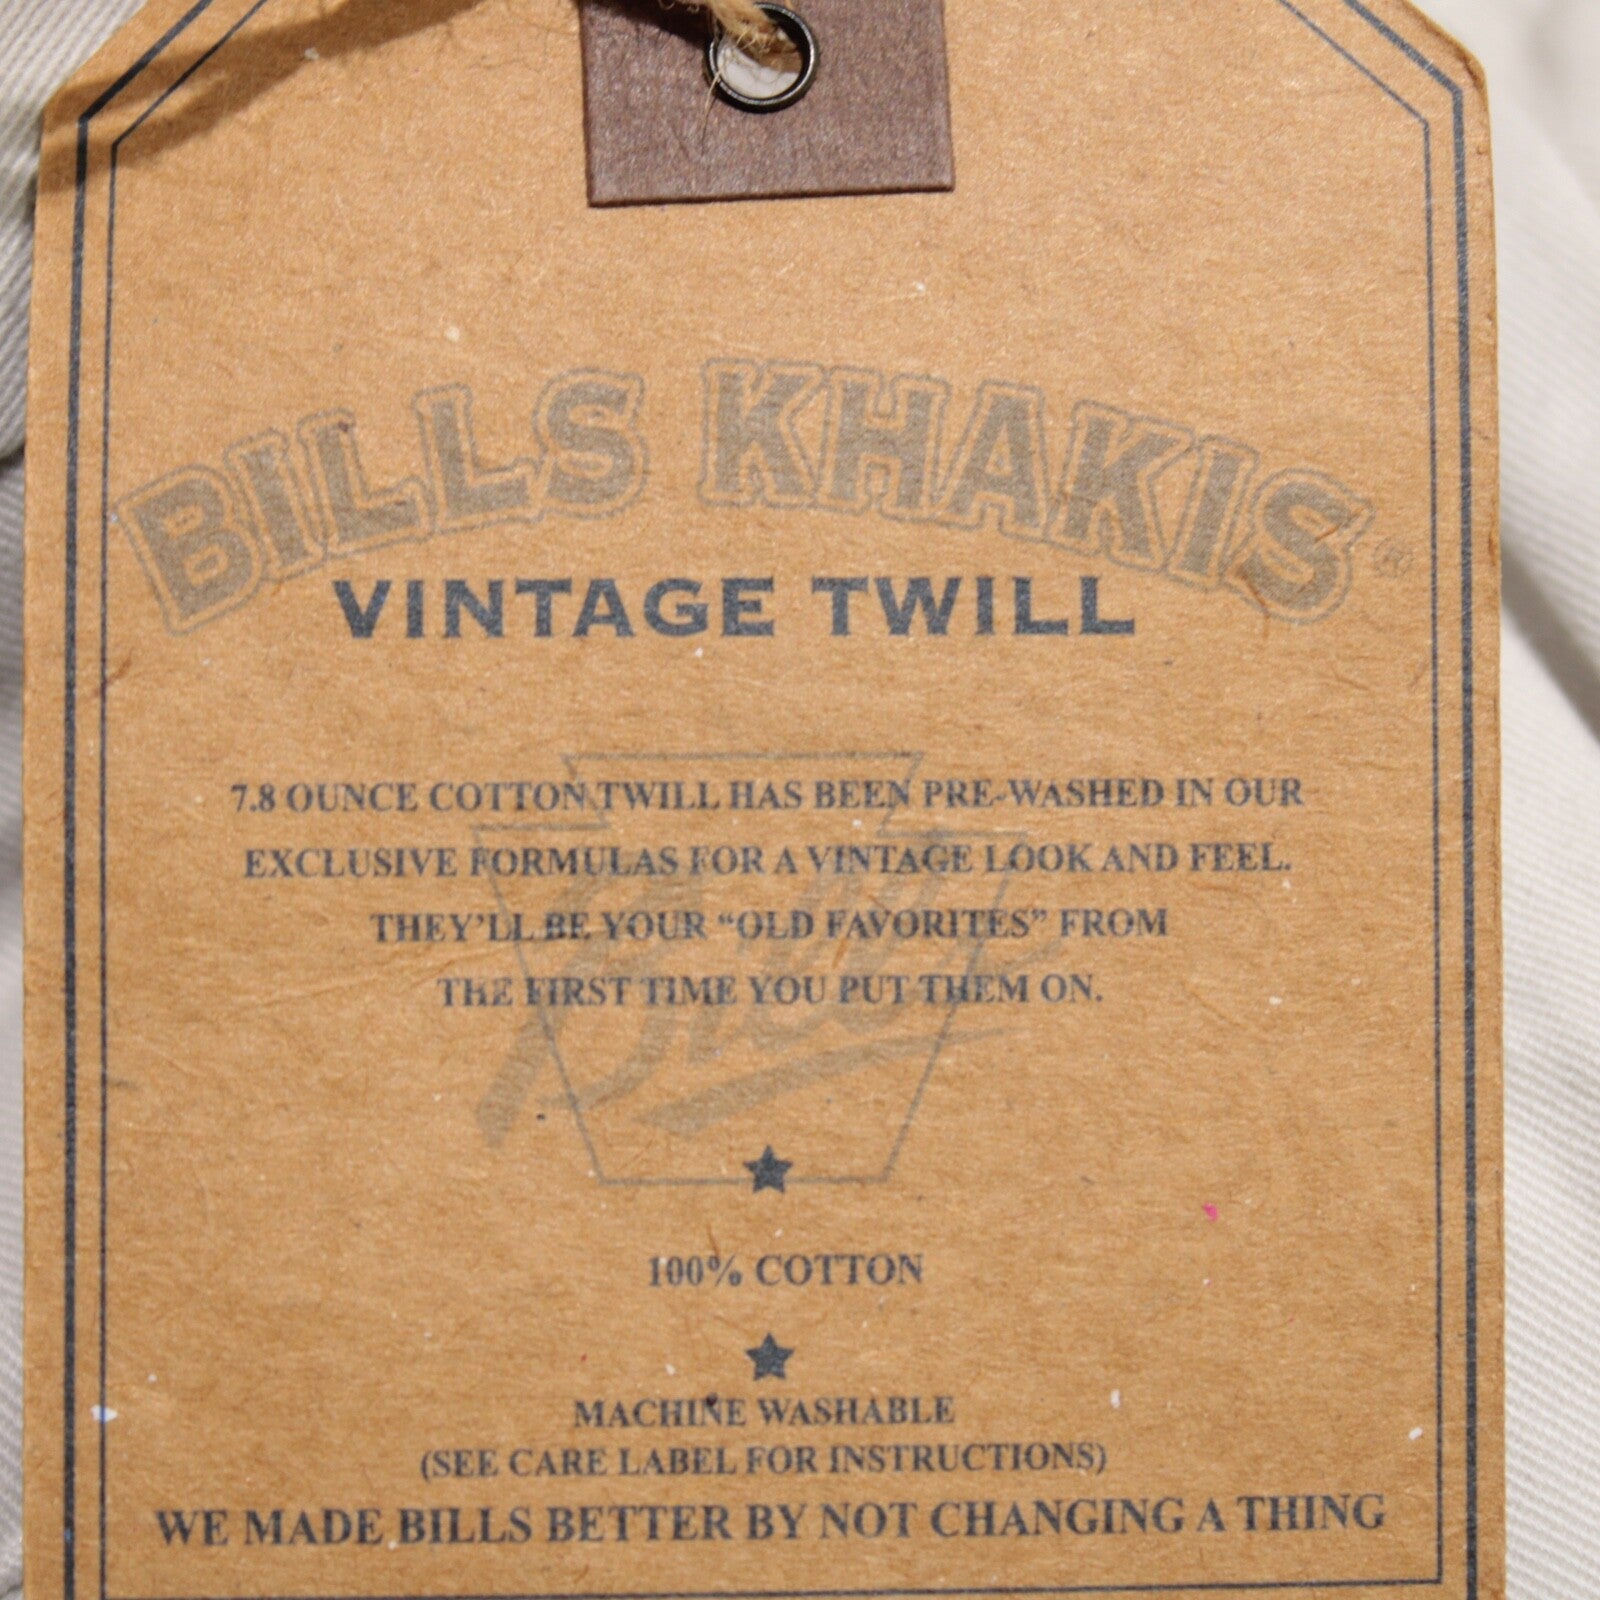 BILLS KHAKIS ®
VINTAGE TWILL
7.8 OUNCE COTTON TWILL HAS BEEN PRE-WASHED IN OUR
EXCLUSIVE FORMULAS FOR A VINTAGE LOOK AND FEEL.
THEY'LL BE YOUR “OLD FAVORITES” FROM
THE FIRST TIME YOU PUT THEM ON.
Bills
100% COTTON
MACHINE WASHABLE
(SEE CARE LABEL FOR INSTRUCTIONS)
WE MADE BILLS BETTER BY NOT CHANGING A THING